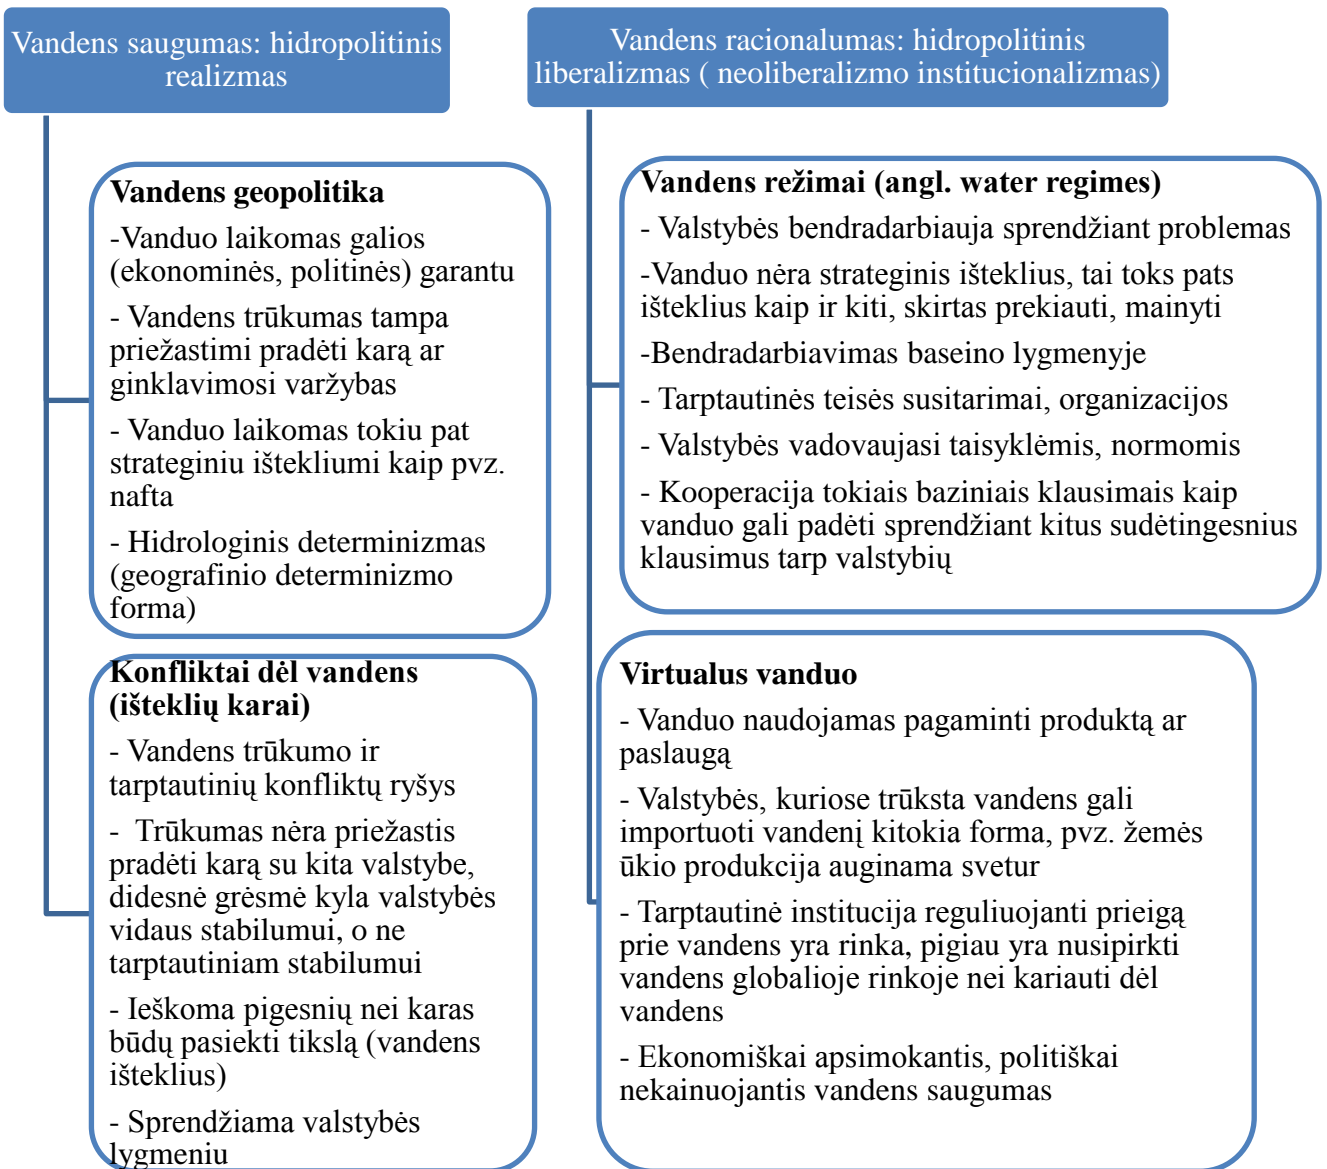 Vandens saugumas: hidropolitinis
realizmas
Vandens geopolitika
-Vanduo laikomas galios
(ekonominės, politinės) garantu
- Vandens trūkumas tampa
priežastimi pradėti karą ar
ginklavimosi varžybas
- Vanduo laikomas tokiu pat
strateginiu ištekliumi kaip pvz.
nafta
- Hidrologinis determinizmas
(geografinio determinizmo
forma)
Konfliktai dėl vandens
(išteklių karai)
- Vandens trūkumo ir
tarptautinių konfliktų ryšys
- Trūkumas nėra priežastis
pradėti karą su kita valstybe,
didesnė grėsmė kyla valstybės
vidaus stabilumui, o ne
tarptautiniam stabilumui
- Ieškoma pigesnių nei karas
būdų pasiekti tikslą (vandens
išteklius)
- Sprendžiama valstybės
lygmeniu
Vandens racionalumas: hidropolitinis
liberalizmas ( neoliberalizmo institucionalizmas)
Vandens režimai (angl. water regimes)
- Valstybės bendradarbiauja sprendžiant problemas
-Vanduo nėra strateginis išteklius, tai toks pats
išteklius kaip ir kiti, skirtas prekiauti, mainyti
-Bendradarbiavimas baseino lygmenyje
- Tarptautinės teisės susitarimai, organizacijos
- Valstybės vadovaujasi taisyklėmis, normomis
- Kooperacija tokiais baziniais klausimais kaip
vanduo gali padėti sprendžiant kitus sudėtingesnius
klausimus tarp valstybių
Virtualus vanduo
- Vanduo naudojamas pagaminti produktą ar
paslaugą
- Valstybės, kuriose trūksta vandens gali
importuoti vandenį kitokia forma, pvz. žemės
ūkio produkcija auginama svetur
- Tarptautinė institucija reguliuojanti prieigą
prie vandens yra rinka, pigiau yra nusipirkti
vandens globalioje rinkoje nei kariauti dėl
vandens
- Ekonomiškai apsimokantis, politiškai
nekainuojantis vandens saugumas